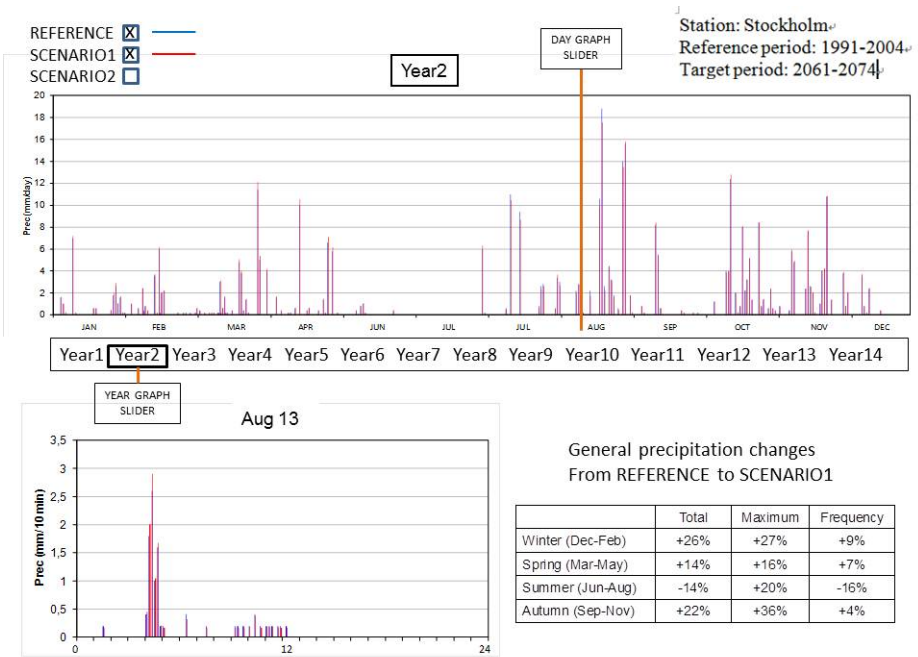 REFERENCE X
SCENARIO1 X
SCENARIO2
DAY GRAPH
SLIDER
Station: Stockholm
Reference period: 1991-2004
Target period: 2061-2074
Year2
Prec(mm/day)
20
18
16
14
12
10
8
6
4
2
0
JAN FEB MAR APR JUN JUL JUL AUG SEP OCT NOV DEC
Year1 Year2 Year3 Year4 Year5 Year6 Year7 Year8 Year9 Year10 Year11 Year12 Year13 Year14
YEAR GRAPH
SLIDER
Aug 13
Prec (mm/10 min)
3,5
3
2,5
2
1,5
1
0,5
0
0 12 24
General precipitation changes
From REFERENCE to SCENARIO1
Total Maximum Frequency
Winter (Dec-Feb) +26% +27% +9%
Spring (Mar-May) +14% +16% +7%
Summer (Jun-Aug) -14% +20% -16%
Autumn (Sep-Nov) +22% +36% +4%